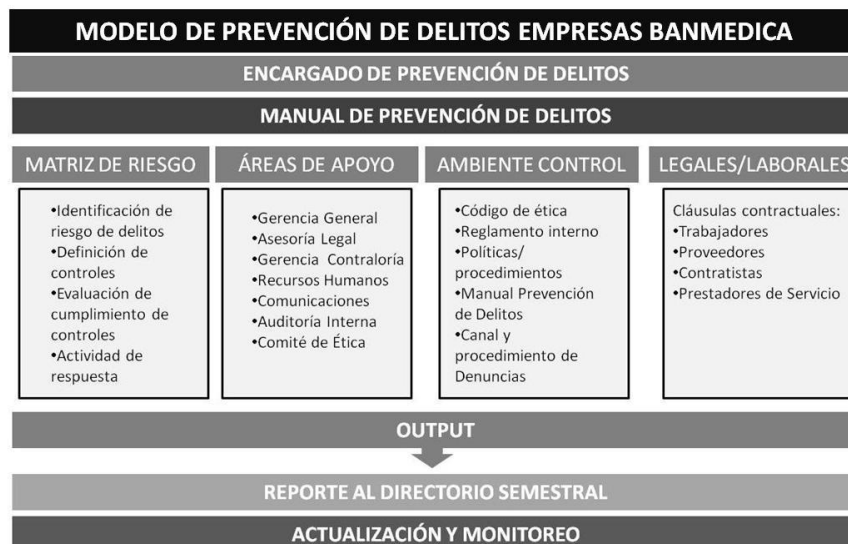 MODELO DE PREVENCIÓN DE DELITOS EMPRESAS BANMEDICA
ENCARGADO DE PREVENCIÓN DE DELITOS
MANUAL DE PREVENCIÓN DE DELITOS
MATRIZ DE RIESGO
•Identificación de
riesgo de delitos
•Definición de
controles
•Evaluación de
cumplimiento de
controles
•Actividad de
respuesta
ÁREAS DE APOYO
•Gerencia General
•Asesoría Legal
•Gerencia Contraloría
•Recursos Humanos
•Comunicaciones
•Auditoría Interna
•Comité de Ética
AMBIENTE CONTROL
•Código de ética
•Reglamento interno
•Políticas/
procedimientos
•Manual Prevención
de Delitos
•Canal y
procedimiento de
Denuncias
LEGALES/LABORALES
Cláusulas contractuales:
•Trabajadores
•Proveedores
•Contratistas
•Prestadores de Servicio
OUTPUT
REPORTE AL DIRECTORIO SEMESTRAL
ACTUALIZACIÓN Y MONITOREO